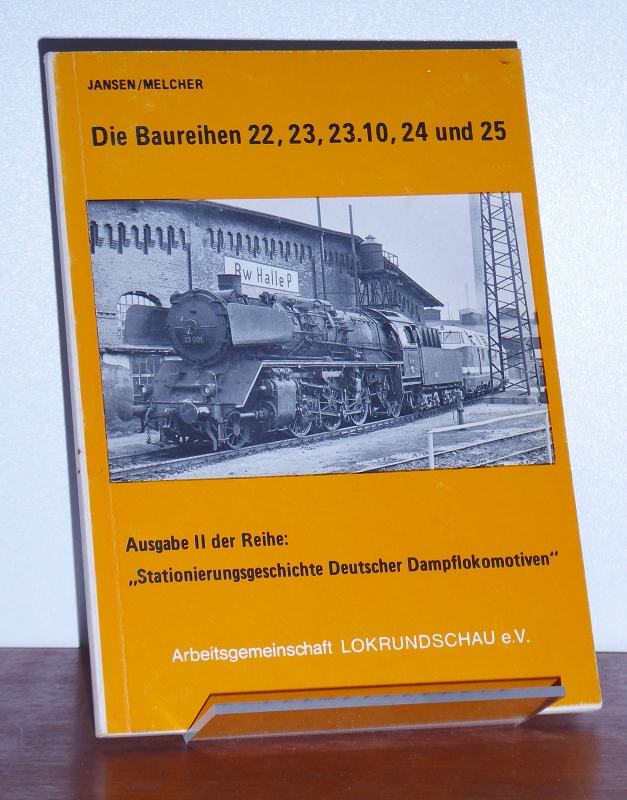 JANSEN/MELCHER
Die Baureihen 22, 23, 23.10, 24 und 25
Bw Halle P
23 001
Ausgabe II der Reihe:
„Stationierungsgeschichte Deutscher Dampflokomotiven"
Arbeitsgemeinschaft LOKRUNDSCHAU e.V.